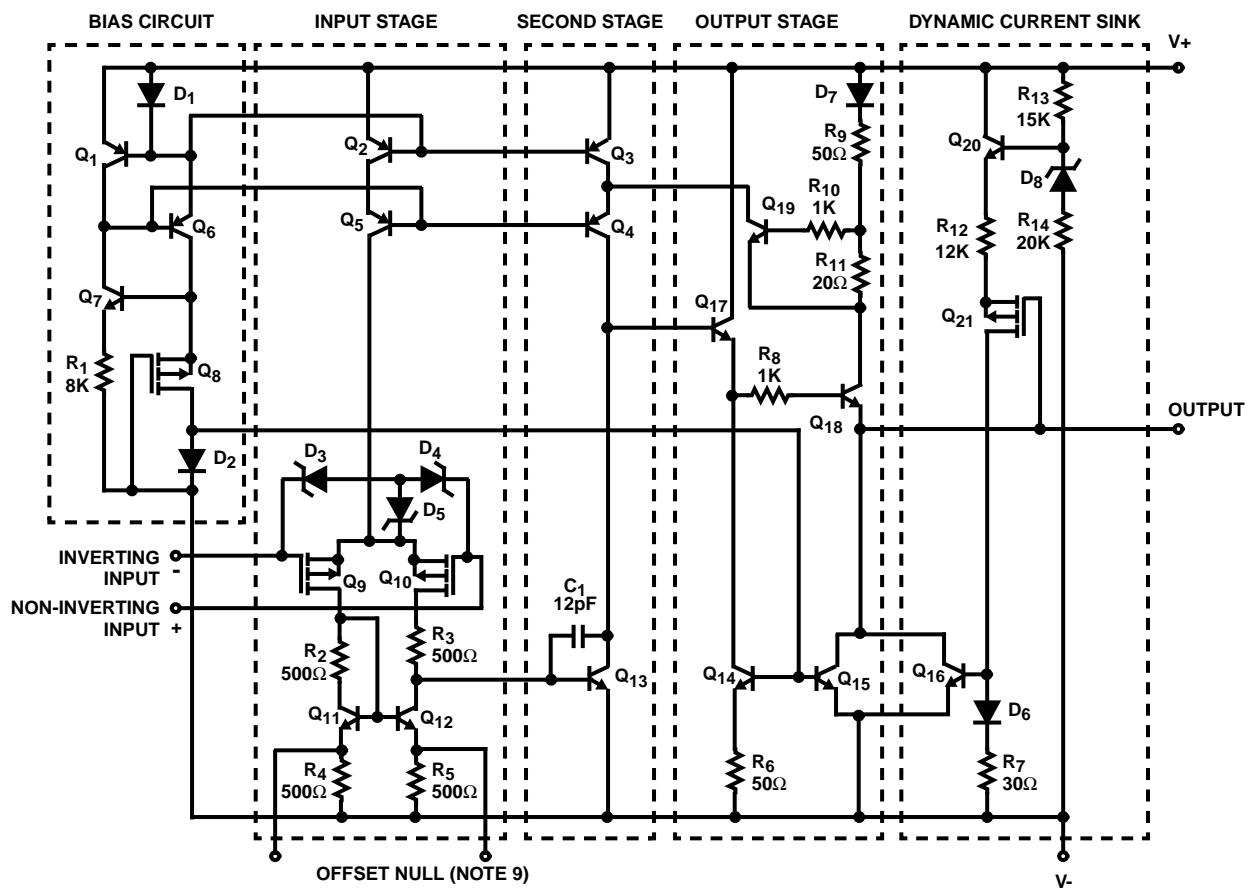 BIAS CIRCUIT
INPUT STAGE
SECOND STAGE
OUTPUT STAGE
DYNAMIC CURRENT SINK
V+
D1
D7
R13
15K
Q1
Q2
Q3
R9
50Ω
Q20
D8
Q6
Q5
Q4
Q19
R10
1K
R12
12K
R14
20K
R11
20Ω
Q7
Q17
Q21
R1
8K
Q8
R8
1K
Q18
OUTPUT
D2
D3
D4
D5
INVERTING
INPUT -
Q9
Q10
C1
12pF
NON-INVERTING
INPUT +
R2
500Ω
R3
500Ω
Q13
Q14
Q15
Q16
Q11
Q12
D6
R4
500Ω
R5
500Ω
R6
50Ω
R7
30Ω
OFFSET NULL (NOTE 9)
V-